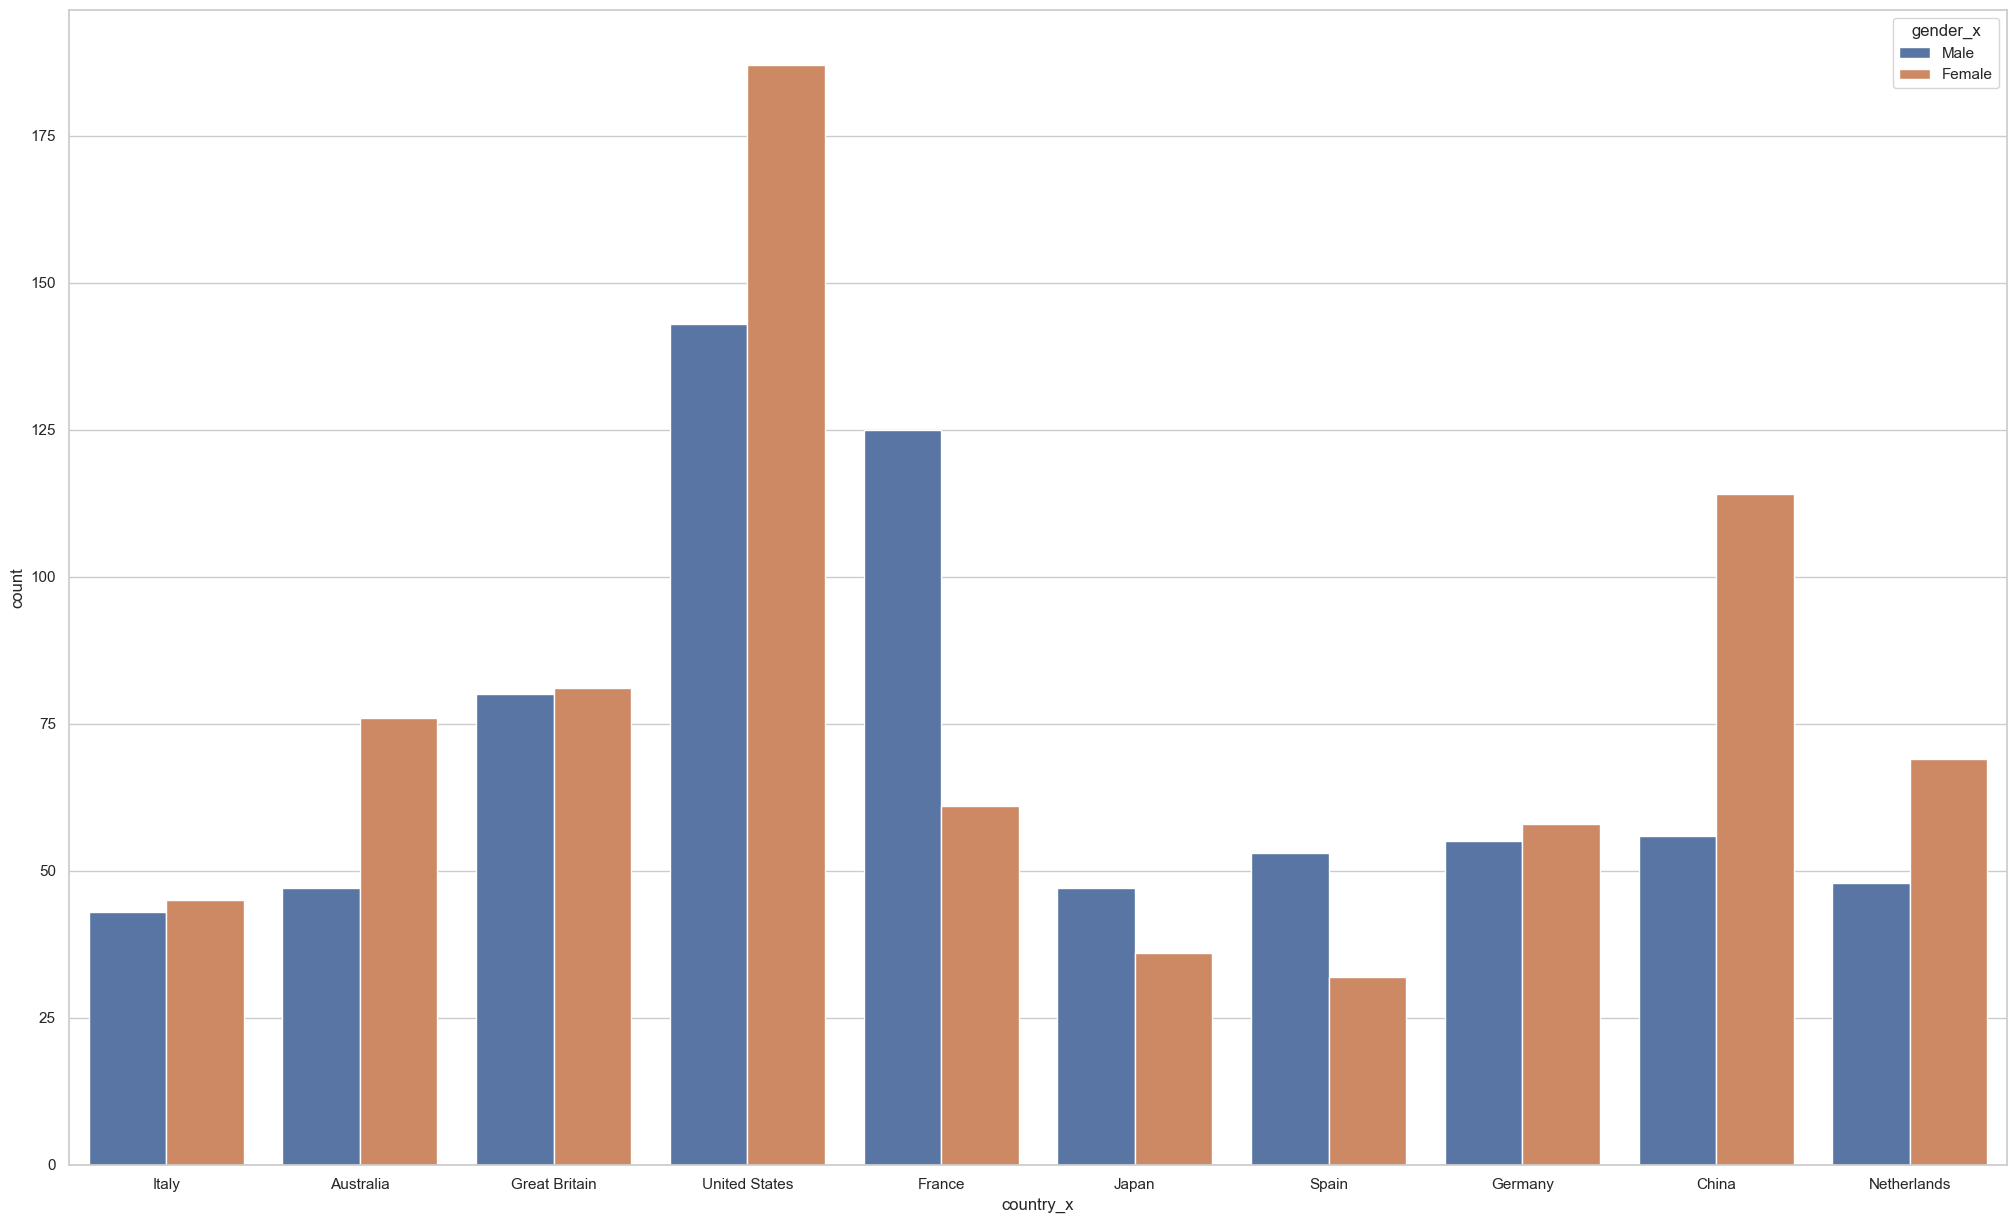 gender_x
Male
Female
175
150
125
100
75
50
25
0
count
Italy Australia Great Britain United States France Japan Spain Germany China Netherlands
country_x